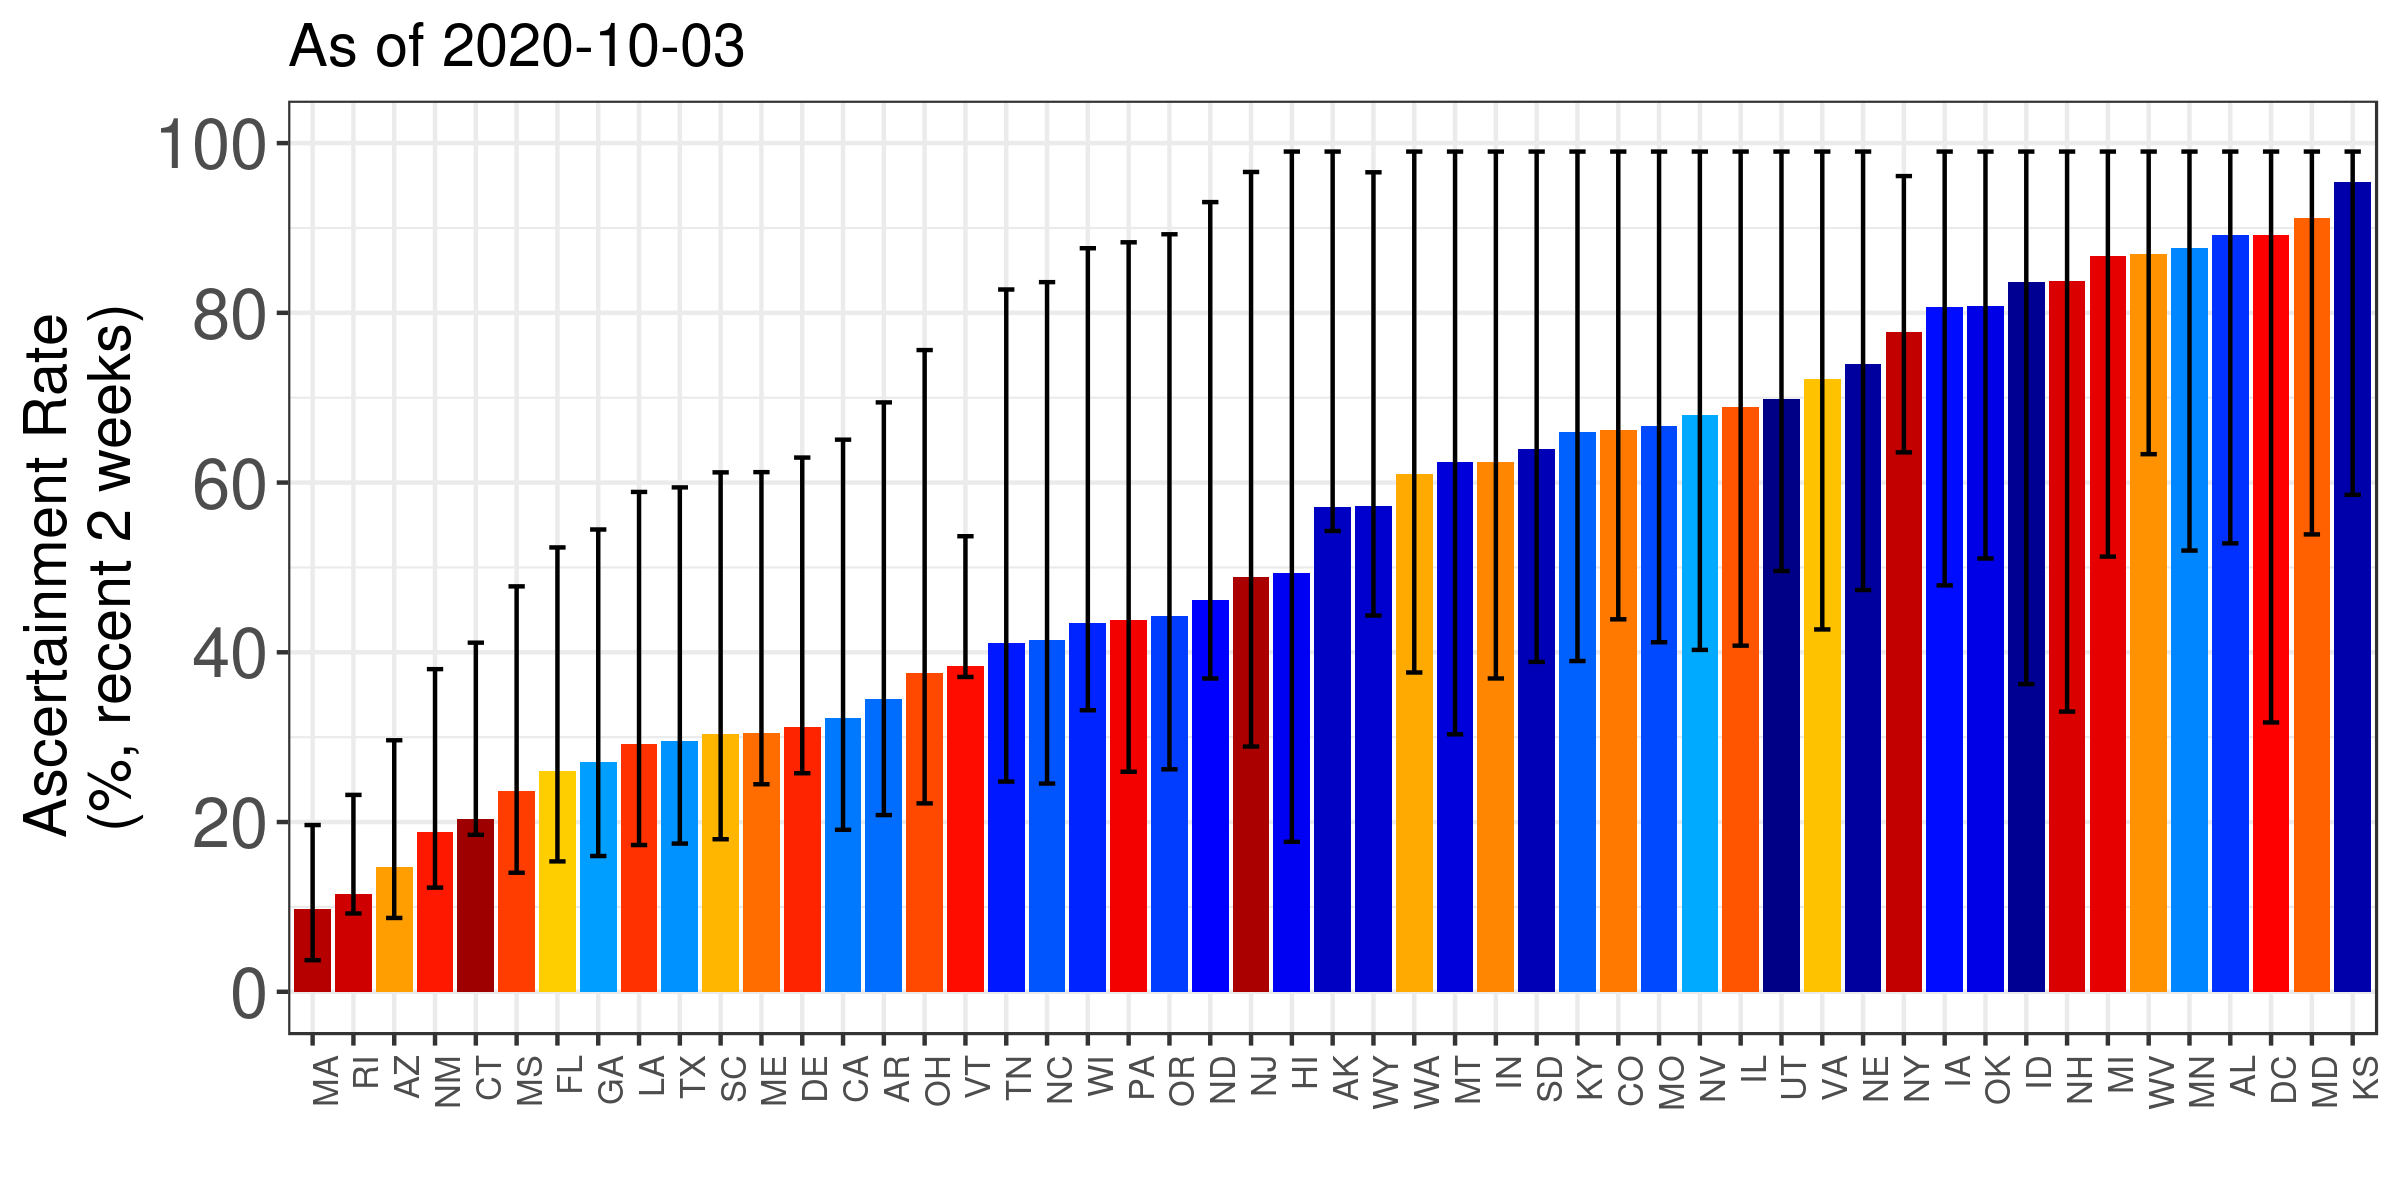 As of 2020-10-03
Ascertainment Rate
(%, recent 2 weeks)
100
80
60
40
20
0
MA RI AZ NM CT MS FL GA LA TX SC ME DE CA AR OH VT TN NC WI PA OR ND NJ HI AK WY WA MT IN SD KY CO MO NV IL UT VA NE NY IA OK ID NH MI WV MN AL DC MD KS